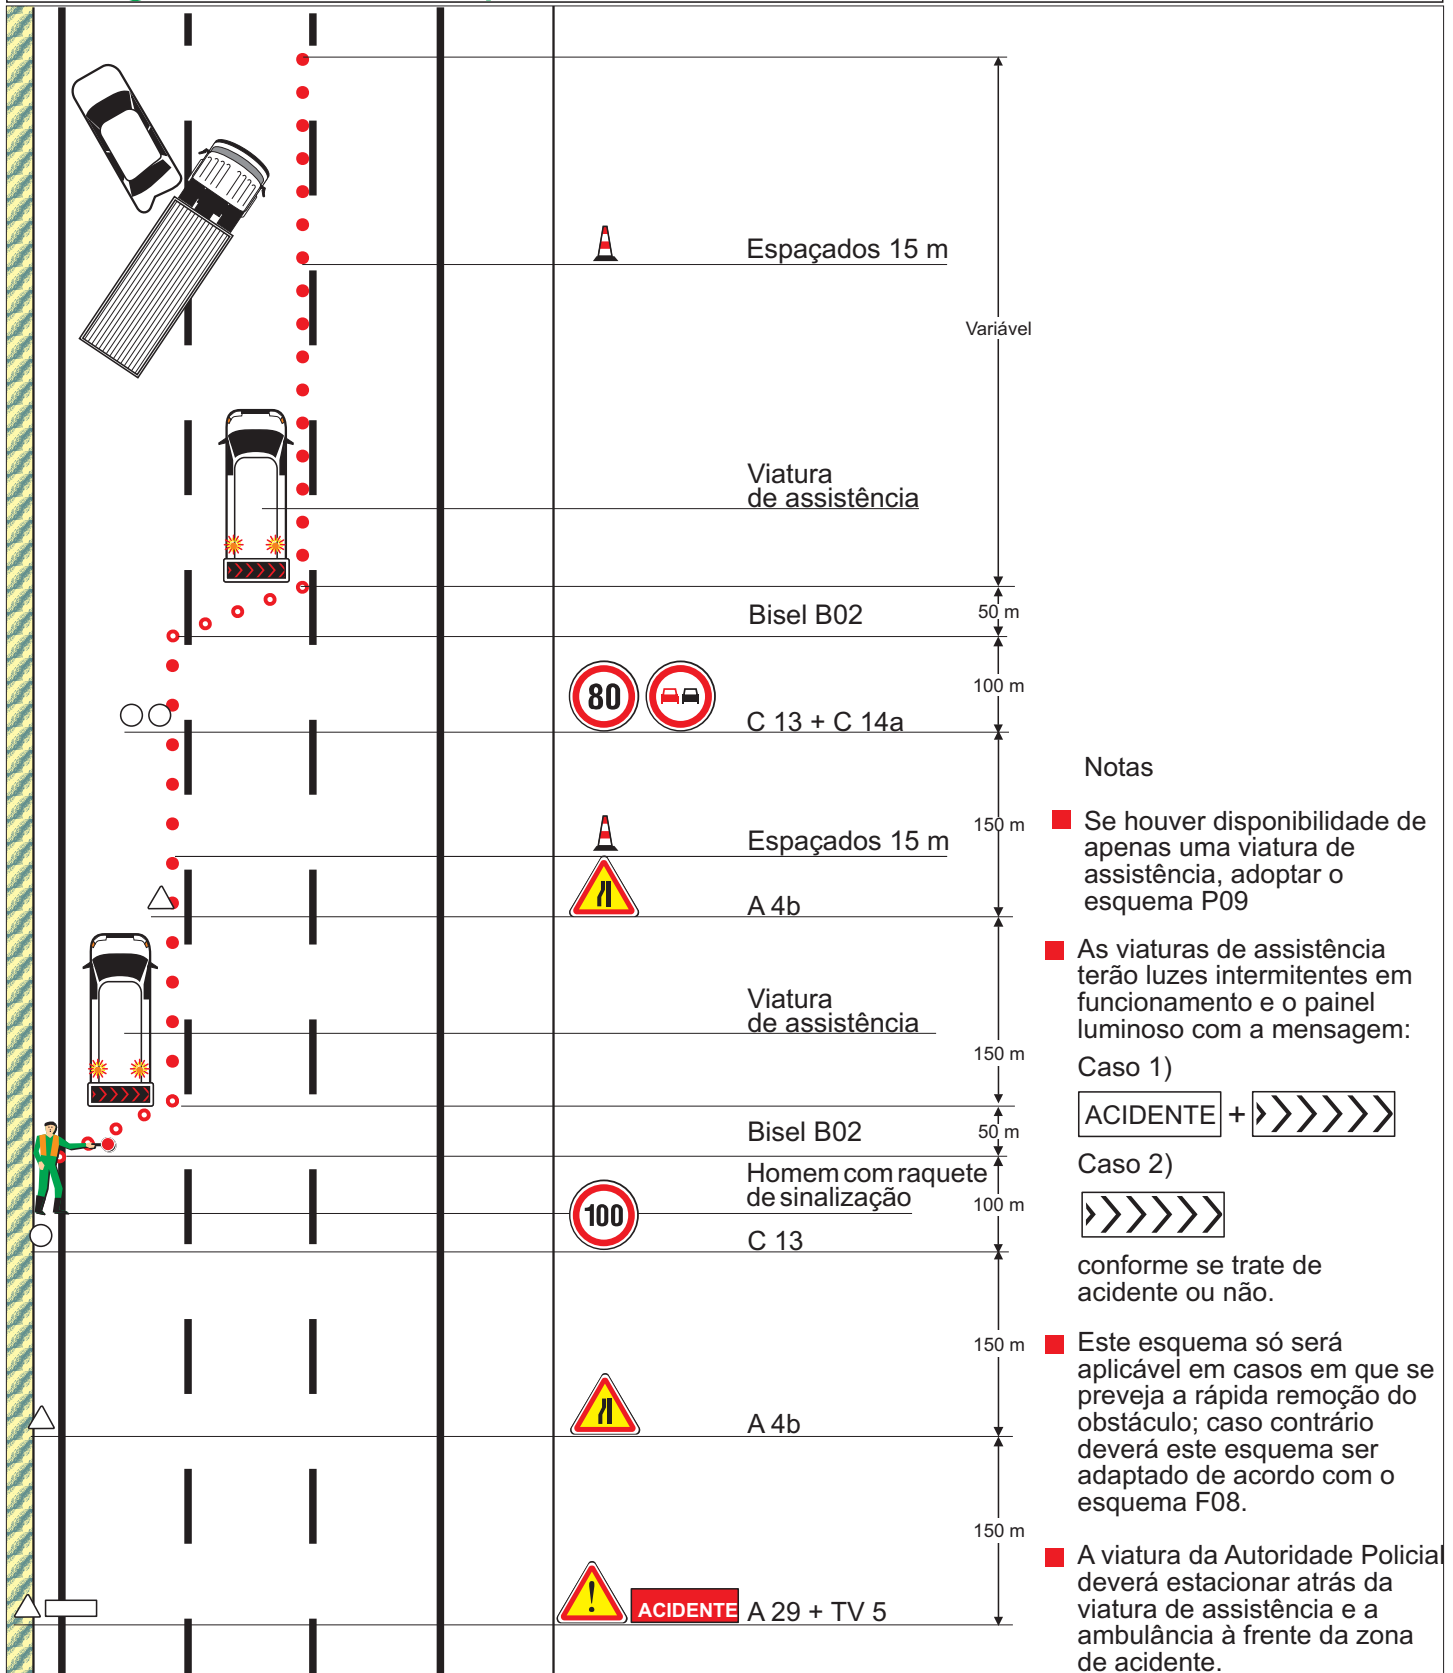 Espaçados 15 m
Variável
Viatura
de assistência
Bisel B02
50 m
100 m
80
C 13 + C 14a
150 m
Espaçados 15 m
A 4b
Viatura
de assistência
150 m
Bisel B02
50 m
Homem com raquete
de sinalização
100 m
100
C 13
150 m
A 4b
150 m
!
ACIDENTE
A 29 + TV 5
Notas
Se houver disponibilidade de
apenas uma viatura de
assistência, adoptar o
esquema P09
As viaturas de assistência
terão luzes intermitentes em
funcionamento e o painel
luminoso com a mensagem:
Caso 1)
ACIDENTE +
Caso 2)
conforme se trate de
acidente ou não.
Este esquema só será
aplicável em casos em que se
preveja a rápida remoção do
obstáculo; caso contrário
deverá este esquema ser
adaptado de acordo com o
esquema F08.
A viatura da Autoridade Policial
deverá estacionar atrás da
viatura de assistência e a
ambulância à frente da zona
de acidente.